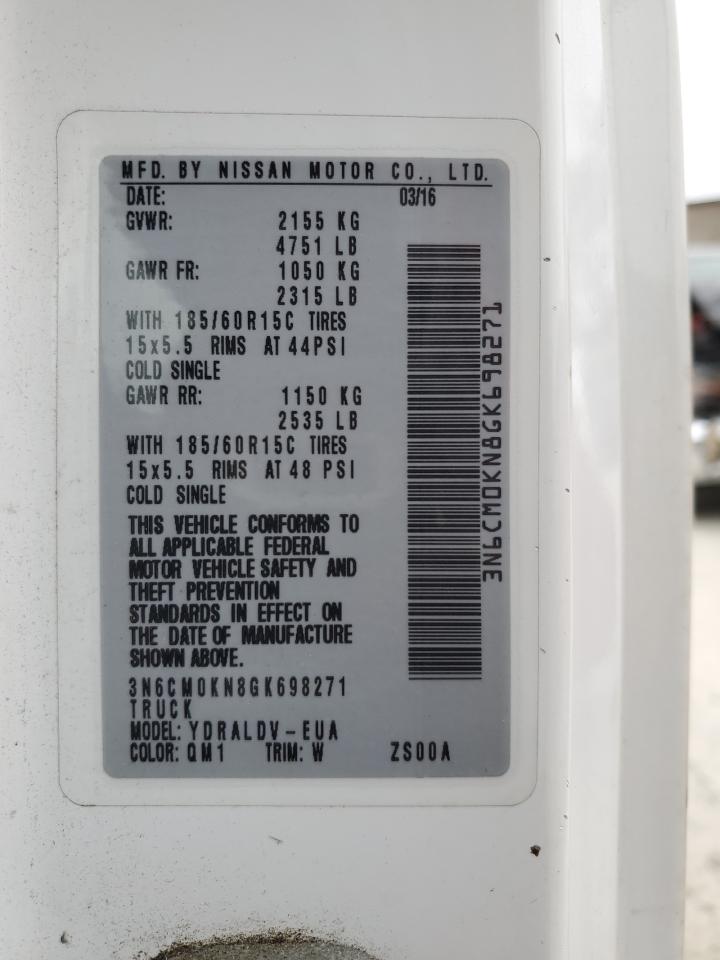 MFD. BY NISSAN MOTOR CO., LTD.
DATE: 03/16
GVWR: 2155 KG
4751 LB
GAWR FR: 1050 KG
2315 LB
WITH 185/60R15C TIRES
15x5.5 RIMS AT 44PSI
COLD SINGLE
GAWR RR: 1150 KG
2535 LB
WITH 185/60R15C TIRES
15x5.5 RIMS AT 48 PSI
COLD SINGLE
THIS VEHICLE CONFORMS TO
ALL APPLICABLE FEDERAL
MOTOR VEHICLE SAFETY AND
THEFT PREVENTION
STANDARDS IN EFFECT ON
THE DATE OF MANUFACTURE
SHOWN ABOVE.
3N6CM0KN8GK698271
TRUCK
MODEL: YDRALDV-EUA
COLOR: QM1 TRIM: W ZS00A
3N6CM0KN8GK698271